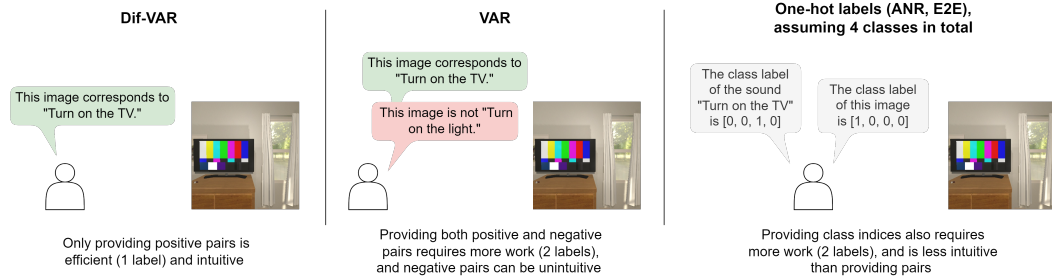 Dif-VAR
This image corresponds to
"Turn on the TV."
Only providing positive pairs is
efficient (1 label) and intuitive
VAR
This image corresponds to
"Turn on the TV."
This image is not "Turn
on the light."
Providing both positive and negative
pairs requires more work (2 labels),
and negative pairs can be unintuitive
One-hot labels (ANR, E2E),
assuming 4 classes in total
The class label
of the sound
"Turn on the TV"
is [0, 0, 1, 0]
The class label
of this image
is [1, 0, 0, 0]
Providing class indices also requires
more work (2 labels), and is less intuitive
than providing pairs